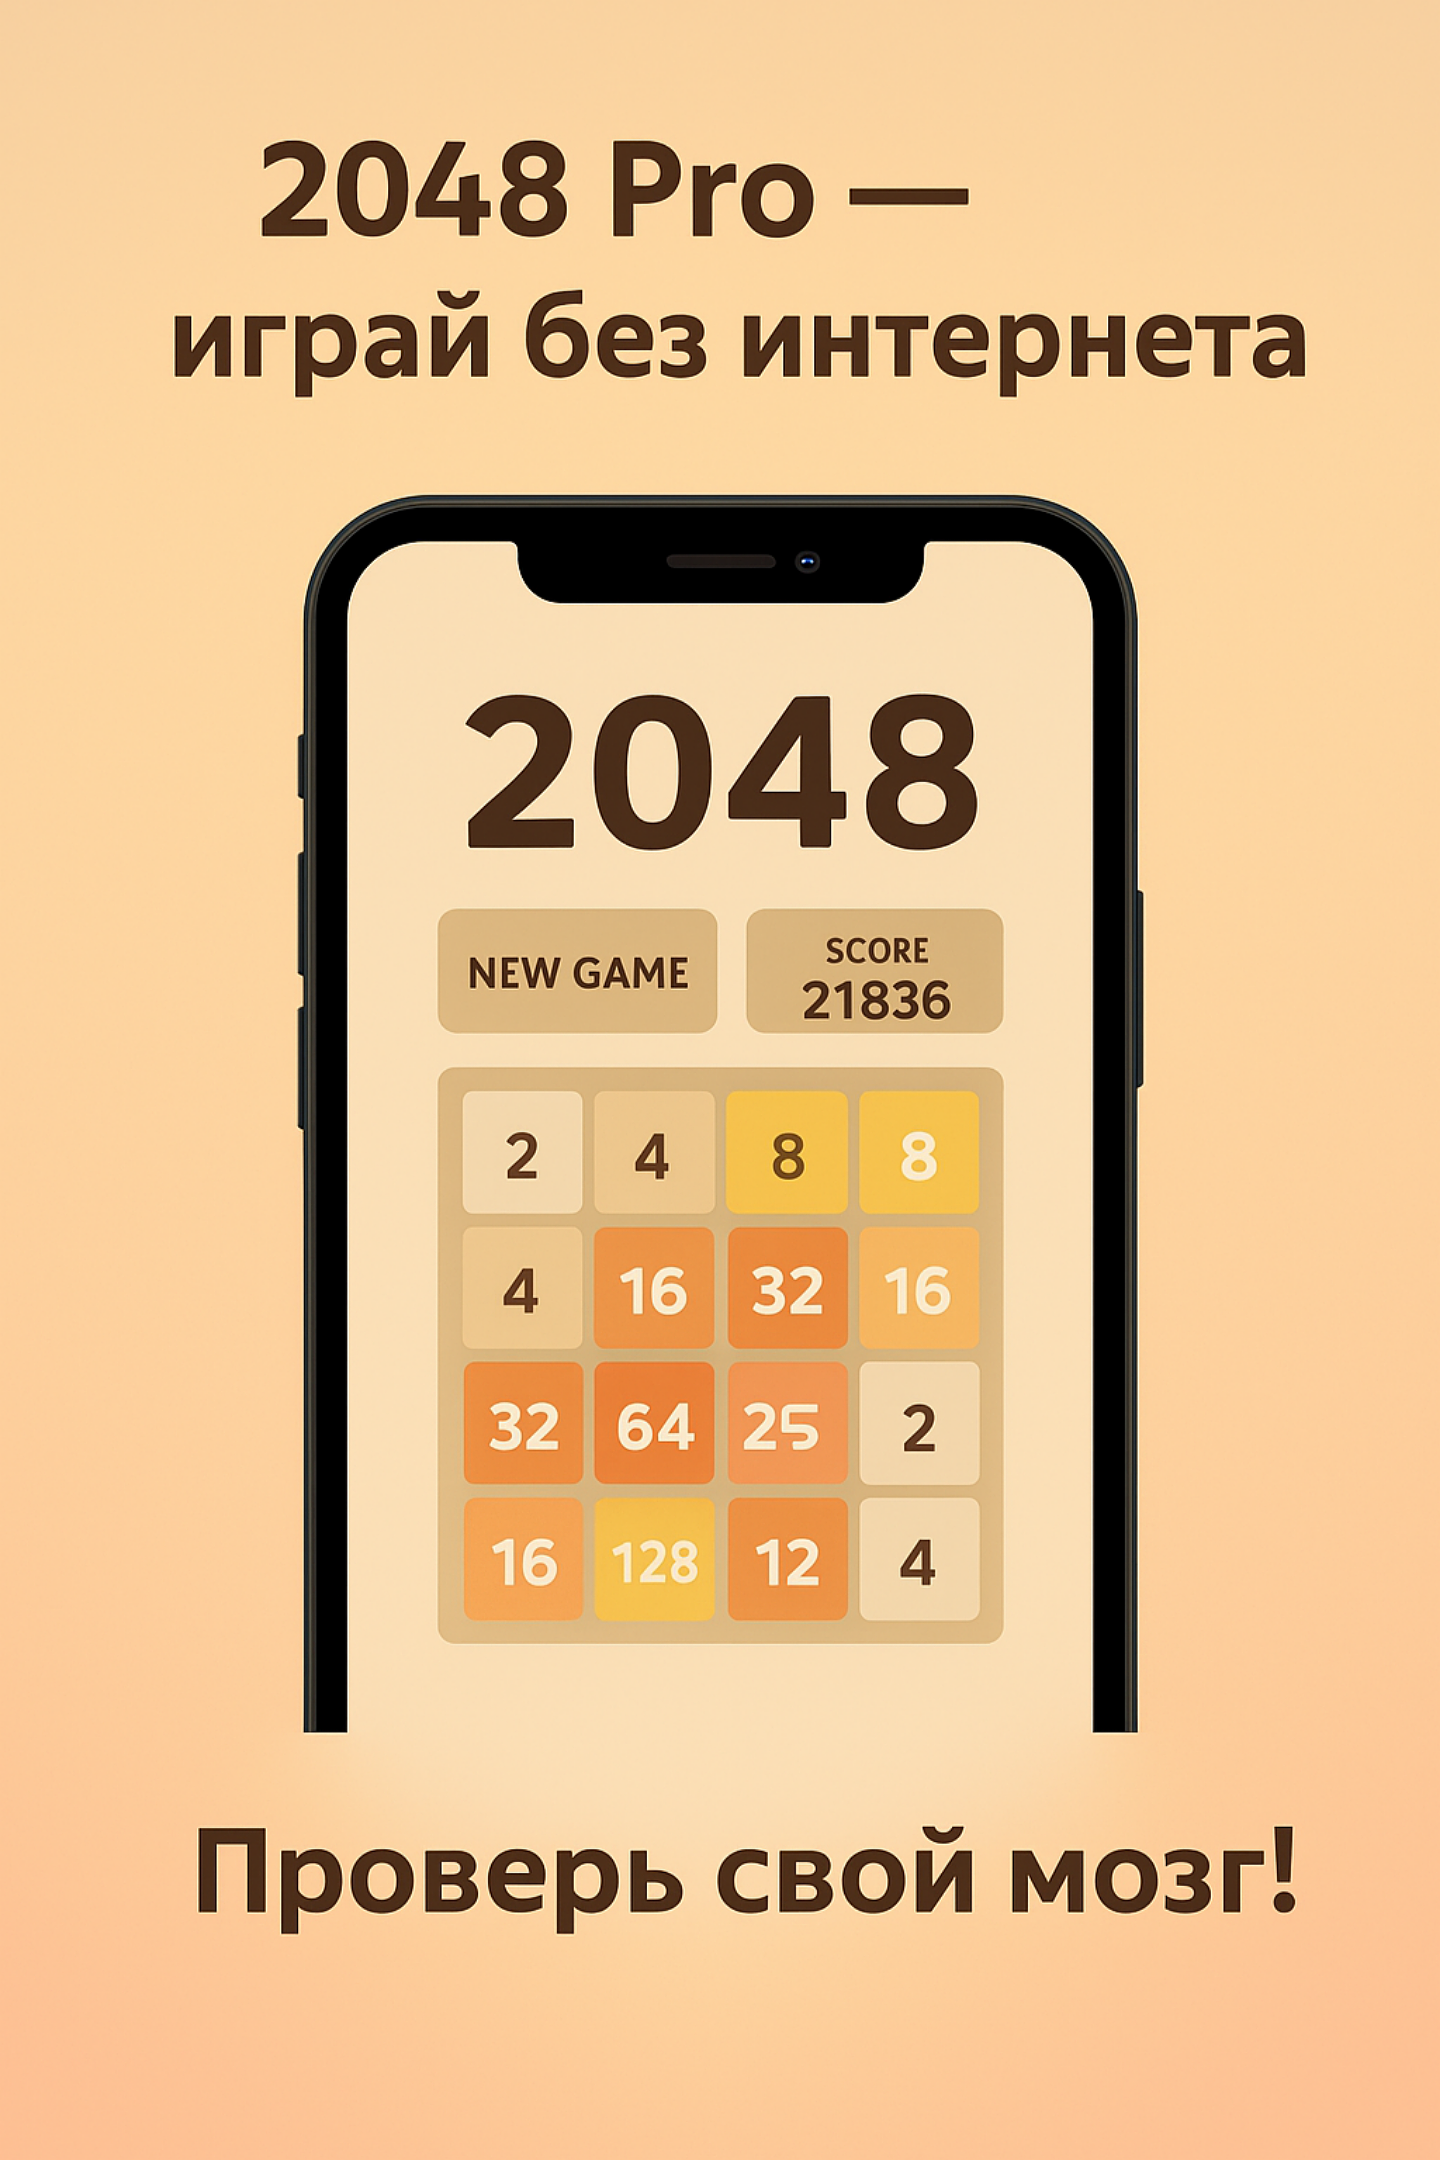 2048 Pro —
играй без интернета
2048
NEW GAME
SCORE
21836
2 4 8 8
4 16 32 16
32 64 25 2
16 128 12 4
Проверь свой мозг!